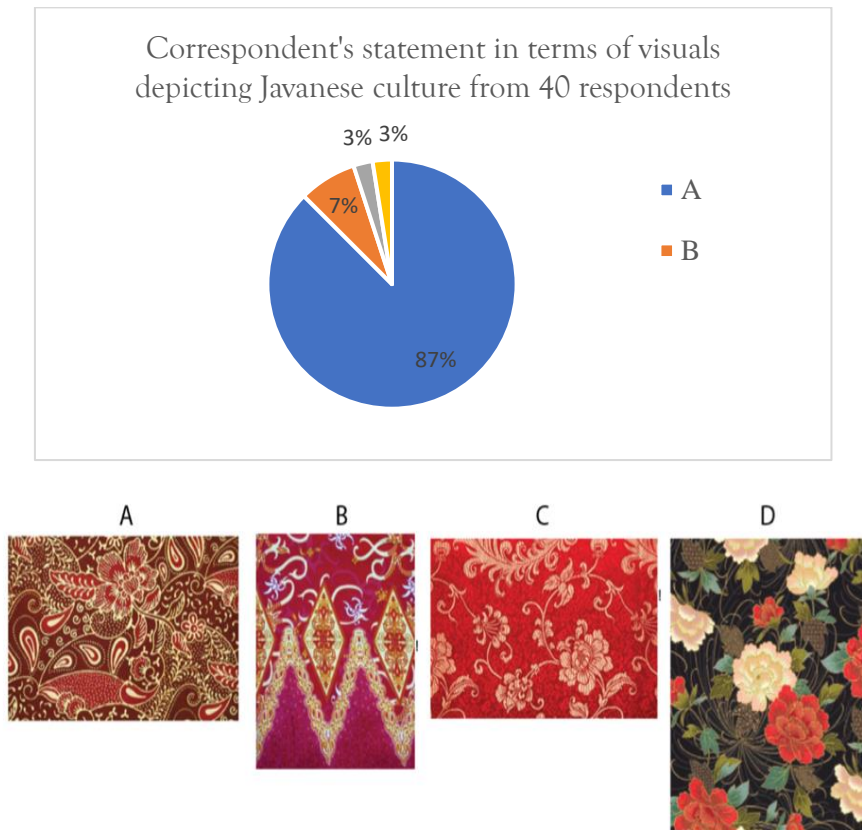 Correspondent's statement in terms of visuals
depicting Javanese culture from 40 respondents
3% 3%
7%
87%
A
B
A B C D